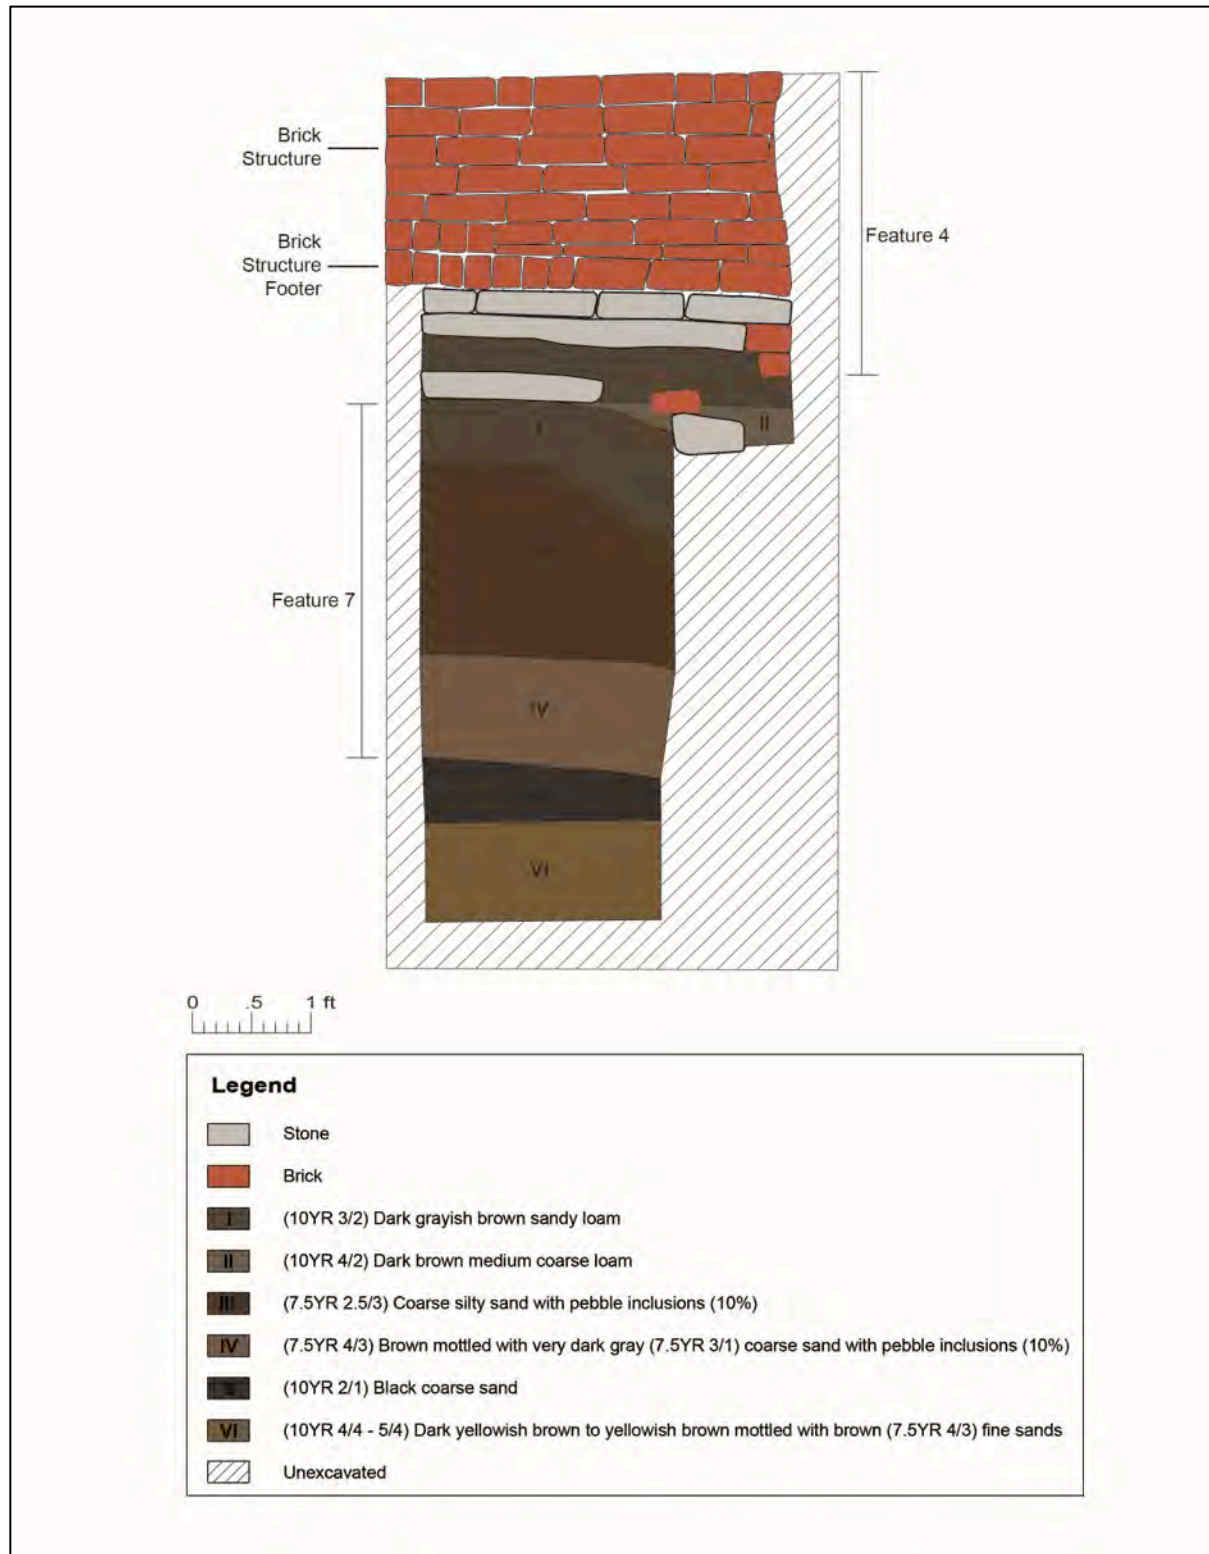 Brick
Structure
Brick
Structure
Footer
Feature 4
I
II
Feature 7
IV
VI
0 .5 1 ft
Legend
Stone
Brick
I (10YR 3/2) Dark grayish brown sandy loam
II (10YR 4/2) Dark brown medium coarse loam
III (7.5YR 2.5/3) Coarse silty sand with pebble inclusions (10%)
IV (7.5YR 4/3) Brown mottled with very dark gray (7.5YR 3/1) coarse sand with pebble inclusions (10%)
(10YR 2/1) Black coarse sand
VI (10YR 4/4 - 5/4) Dark yellowish brown to yellowish brown mottled with brown (7.5YR 4/3) fine sands
Unexcavated